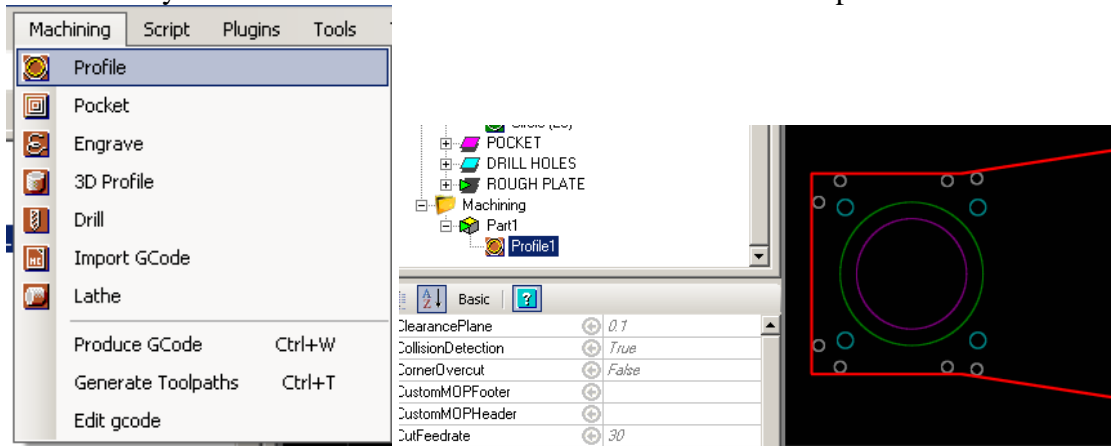 Machining Script Plugins Tools
Profile
Pocket
Engrave
3D Profile
Drill
Import GCode
Lathe
Produce GCode Ctrl+W
Generate Toolpaths Ctrl+T
Edit gcode
POCKET
DRILL HOLES
ROUGH PLATE
Machining
Part1
Profile1
A Z Basic ?
ClearancePlane 0.1
CollisionDetection True
CornerOvercut False
CustomMOPFooter
CustomMOPHeader
CutFeedrate 30